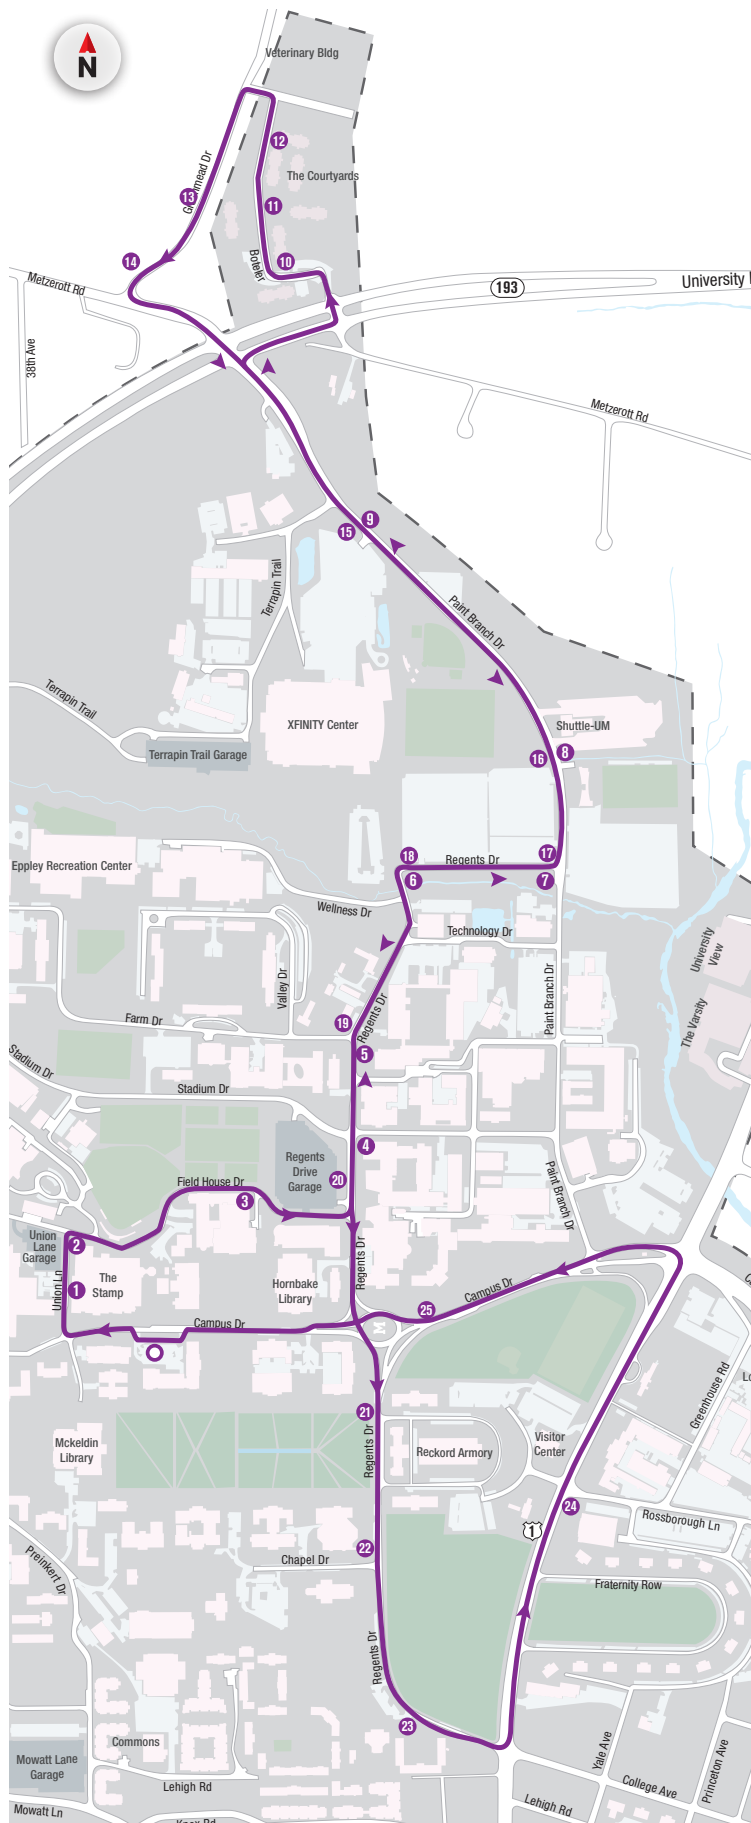 N
Veterinary Bldg
12
The Courtyards
13
Greenmead Dr
11
14
10
Boteler
Metzerott Rd
193
University
38th Ave
Metzerott Rd
9
15
Terrapin Trail
Paint Branch Dr
Terrapin Trail
XFINITY Center
Shuttle-UM
Terrapin Trail Garage
16
8
18
Regents Dr
17
Eppley Recreation Center
6
7
Wellness Dr
Technology Dr
University
View
Valley Dr
Paint Branch Dr
The Varsity
Farm Dr
19
Regents Dr
5
Stadium Dr
Stadium Dr
4
Regents
Drive
Garage
20
Field House Dr
3
Paint Branch Dr
2
Union
Lane
Garage
Union Ln
1
The
Stamp
Hornbake
Library
Regents Dr
Campus Dr
25
Campus Dr
M
Greenhouse Rd
21
Regents Dr
Mckeldin
Library
Reckord Armory
Visitor
Center
24
1
Rossborough Ln
22
Chapel Dr
Preinkert Dr
Fraternity Row
Regents Dr
23
Commons
Yale Ave
Princeton Ave
Mowatt Lane
Garage
Lehigh Rd
College Ave
Mowatt Ln
Lehigh Rd
Knox Rd